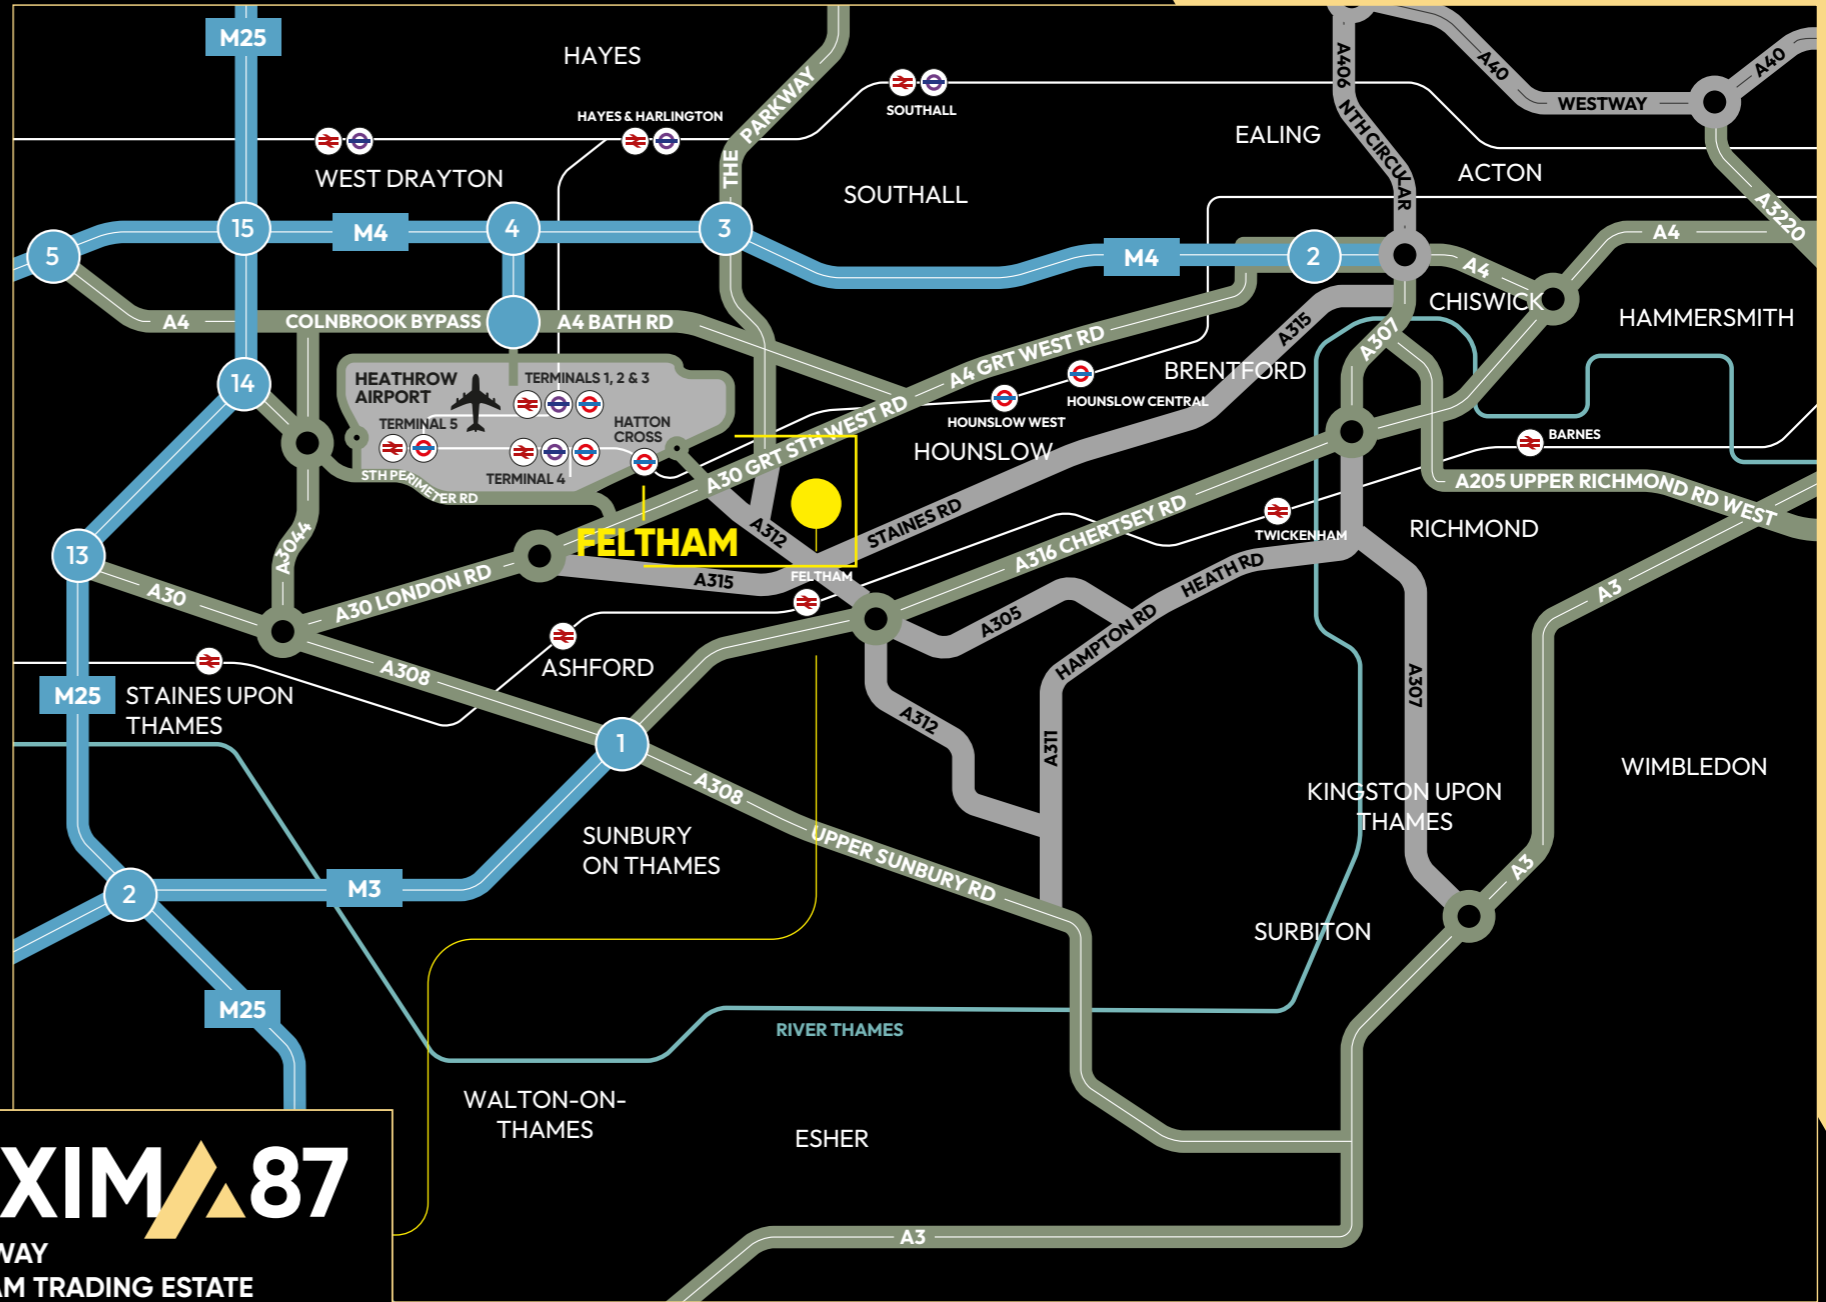 M25
HAYES
THE PARKWAY
SOUTHALL
A406 NTH CIRCULAR
A40
A40
WESTWAY
HAYES & HARLINGTON
EALING
WEST DRAYTON
SOUTHALL
ACTON
A3220
5
15
M4
4
3
M4
2
A4
A4
A4
COLNBROOK BYPASS
A4 BATH RD
CHISWICK
HAMMERSMITH
A315
A307
A4 GRT WEST RD
BRENTFORD
14
HEATHROW
AIRPORT
TERMINALS 1, 2 & 3
TERMINAL 5
HATTON
CROSS
TERMINAL 4
STH PERIMETER RD
HOUNSLOW CENTRAL
HOUNSLOW WEST
HOUNSLOW
A30 GRT STH WEST RD
BARNES
A205 UPPER RICHMOND RD WEST
RICHMOND
TWICKENHAM
A316 CHERTSEY RD
STAINES RD
A312
FELTHAM
FELTHAM
A315
13
A3044
A30
A30 LONDON RD
HEATH RD
HAMPTON RD
A305
A3
A308
ASHFORD
M25
STAINES UPON
THAMES
A312
A311
A307
1
A308
WIMBLEDON
KINGSTON UPON
THAMES
SUNBURY
ON THAMES
UPPER SUNBURY RD
A3
2
M3
SURBITON
M25
RIVER THAMES
WALTON-ON-
THAMES
ESHER
A3
XIMA87
WAY
AM TRADING ESTATE